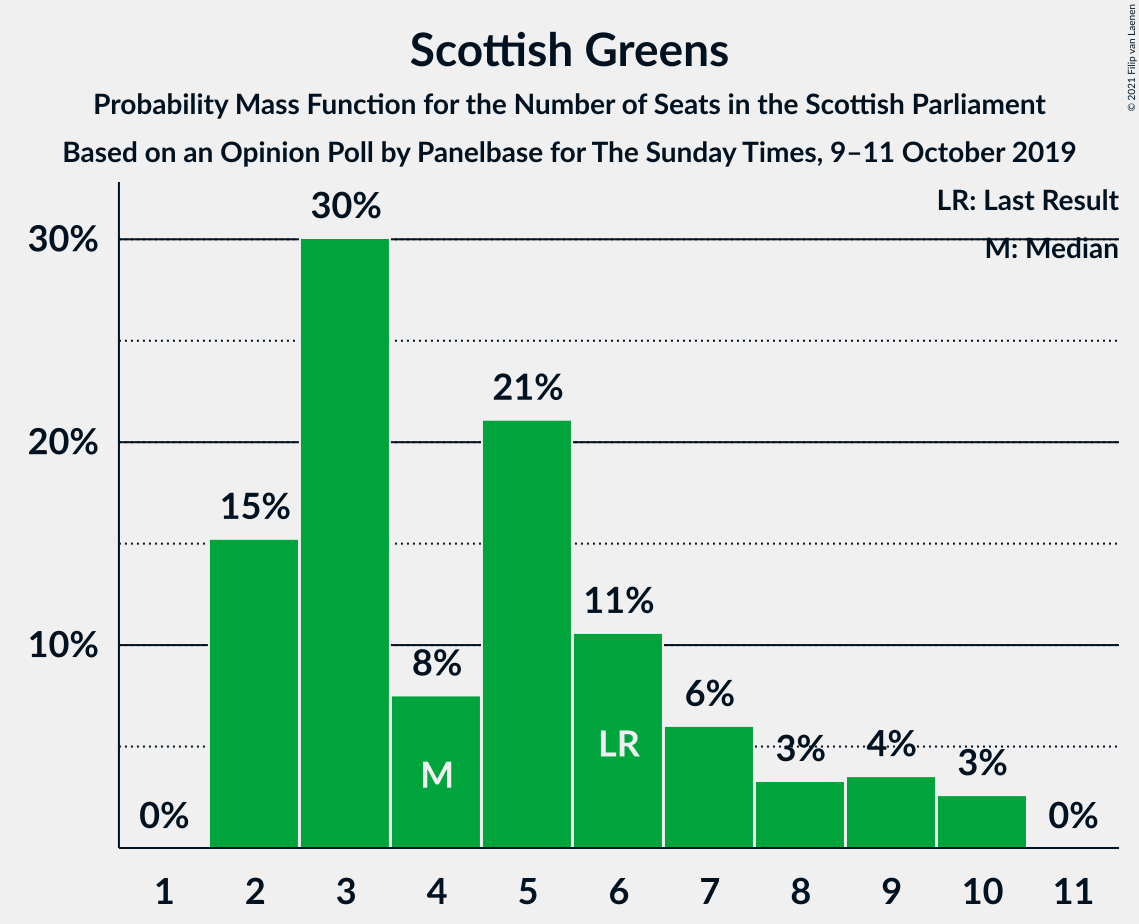 Scottish Greens
Probability Mass Function for the Number of Seats in the Scottish Parliament
Based on an Opinion Poll by Panelbase for The Sunday Times, 9–11 October 2019
© 2021 Filip van Laenen
LR: Last Result
M: Median
30%
20%
10%
0%
15%
30%
8%
21%
11%
6%
3%
4%
3%
0%
M
LR
1 2 3 4 5 6 7 8 9 10 11